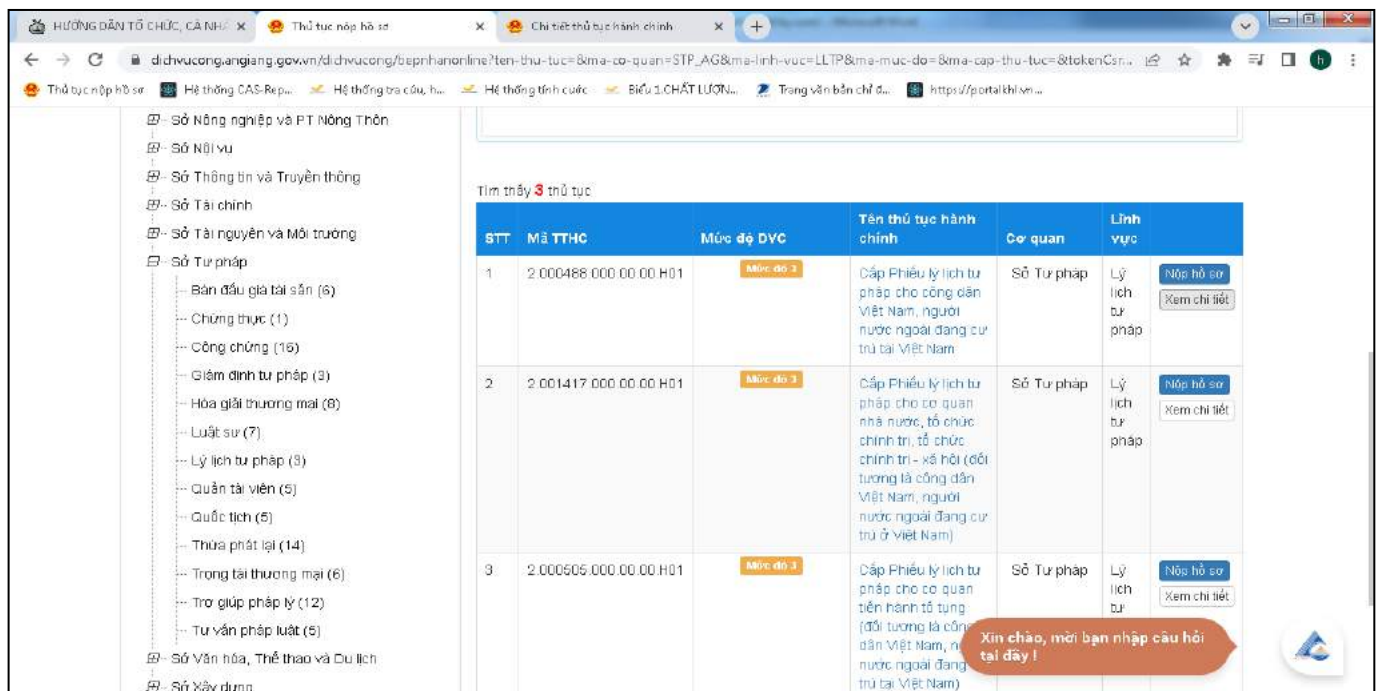 HƯỚNG DẪN TỔ CHỨC, CÁ NH
Thủ tục nộp hồ sơ
Chi tiết thủ tục hành chính
dichvucong.angiang.gov.vn/dichvucong/bepnhanonline?ten-thu-tuc=&ma-co-quan=STP_AG&ma-linh-vuc=LLTP&ma-muc-do=&ma-cap-thu-tuc=&tokenCsr...
h
Thủ tục nộp hồ sơ
Hệ thống CAS-Rep...
Hệ thống tra cứu, h...
Hệ thống tính cước
Biểu 1.CHẤT LƯỢN...
Trang văn bản chỉ đ...
https://portalkhl.vn...
Sở Nông nghiệp và PT Nông Thôn
Sở Nội vụ
Sở Thông tin và Truyền thông
Sở Tài chính
Sở Tài nguyên và Môi trường
Sở Tư pháp
Bán đấu giá tài sản (6)
Chứng thực (1)
Công chứng (16)
Giám định tư pháp (3)
Hòa giải thương mại (8)
Luật sư (7)
Lý lịch tư pháp (3)
Quản tài viên (5)
Quốc tịch (5)
Thừa phát lại (14)
Trọng tài thương mại (6)
Trợ giúp pháp lý (12)
Tư vấn pháp luật (5)
Sở Văn hóa, Thể thao và Du lịch
Sở Xây dựng
Tìm thấy 3 thủ tục
STT Mã TTHC Mức độ DVC Tên thủ tục hành chính Cơ quan Lĩnh vực
1 2.000488.000.00.00.H01 Mức độ 3
Cấp Phiếu lý lịch tư
pháp cho công dân
Việt Nam, người
nước ngoài đang cư
trú tại Việt Nam
Sở Tư pháp
Lý
lịch
tư
pháp
Nộp hồ sơ
Xem chi tiết
2 2.001417.000.00.00.H01 Mức độ 3
Cấp Phiếu lý lịch tư
pháp cho cơ quan
nhà nước, tổ chức
chính trị, tổ chức
chính trị - xã hội (đối
tượng là công dân
Việt Nam, người
nước ngoài đang cư
trú ở Việt Nam)
Sở Tư pháp
Lý
lịch
tư
pháp
Nộp hồ sơ
Xem chi tiết
3 2.000505.000.00.00.H01 Mức độ 3
Cấp Phiếu lý lịch tư
pháp cho cơ quan
tiến hành tố tụng
(đối tượng là côn
dân Việt Nam, n
nước ngoài đang
trú tại Việt Nam)
Sở Tư pháp
Lý
lịch
tư
Nộp hồ sơ
Xem chi tiết
Xin chào, mời bạn nhập câu hỏi
tại đây !